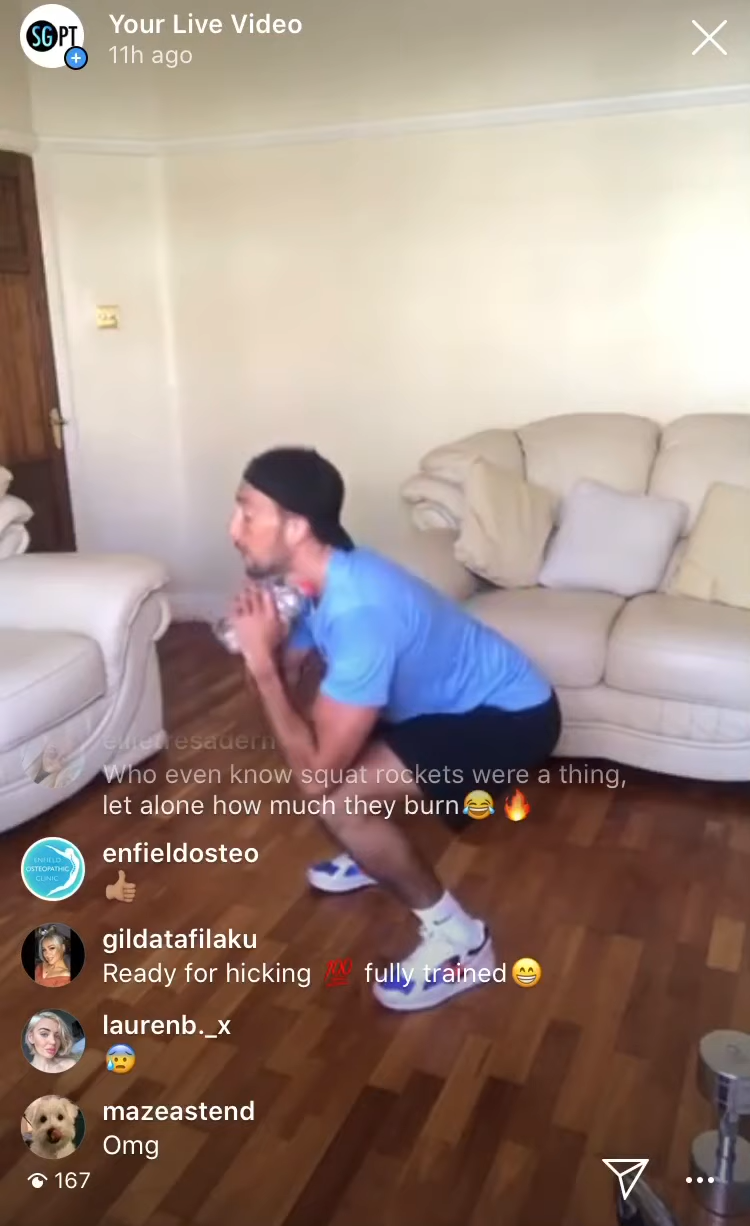 SGPT
Your Live Video
11h ago
ellietresadern
Who even know squat rockets were a thing,
let alone how much they burn😂 🔥
enfieldosteo
ENFIELD
OSTEOPATHIC
CLINIC
👍🏽
gildatafilaku
Ready for hicking 💯 fully trained😁
laurenb._x
😰
mazeastend
Omg
167